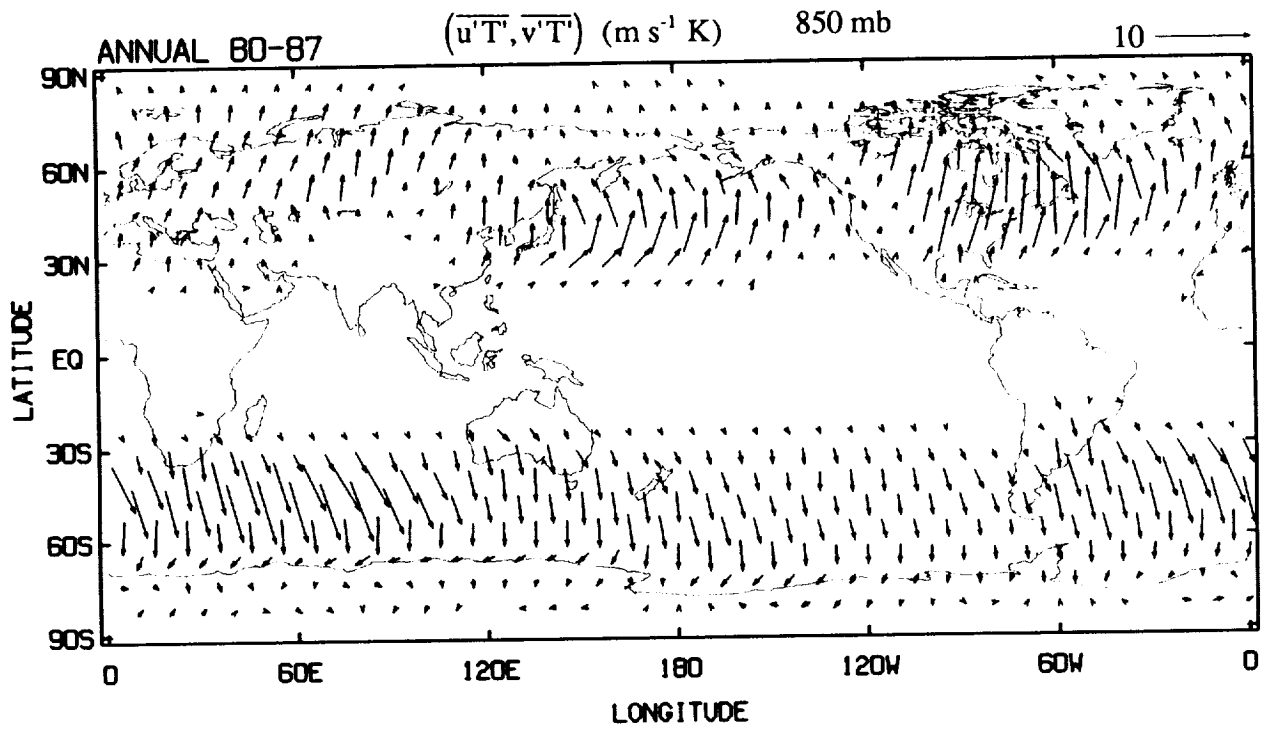 (u'T', v'T') (m s⁻¹ K) 850 mb
ANNUAL 80-87
10
90N
60N
30N
EQ
30S
60S
90S
LATITUDE
0 60E 120E 180 120W 60W 0
LONGITUDE